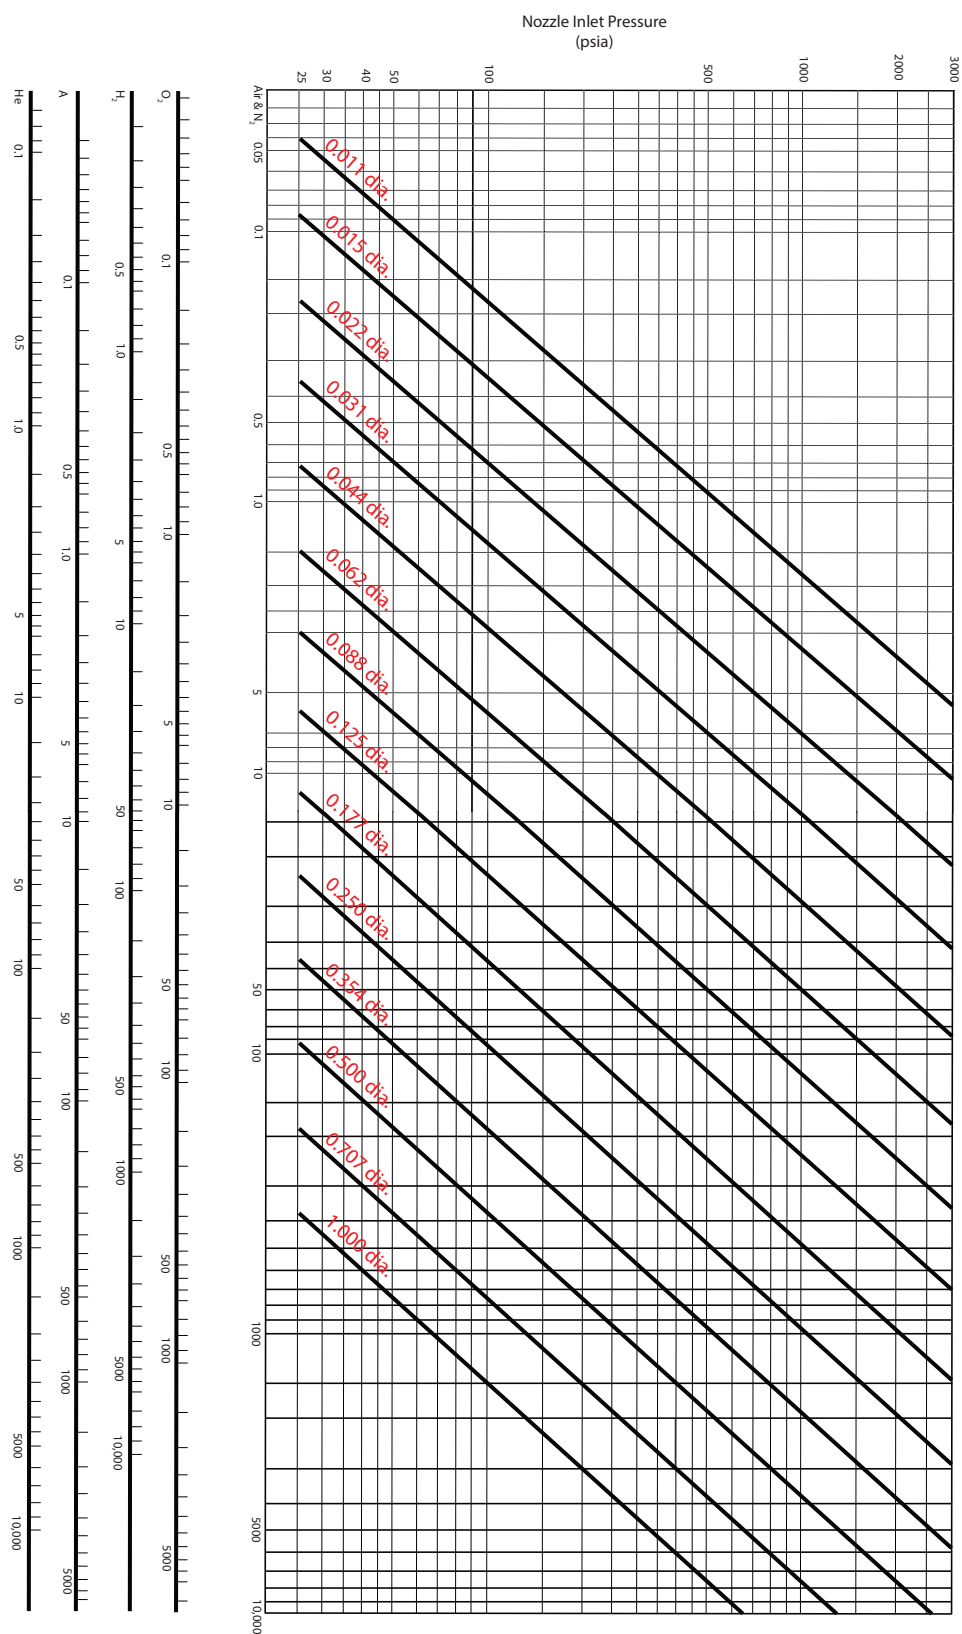 Nozzle Inlet Pressure
(psia)
25
30
40
50
100
500
1000
2000
3000
He
0.1
0.5
1.0
5
10
50
100
500
1000
5000
10,000
A
0.1
0.5
1.0
5
10
50
100
500
1000
5000
H2
0.5
1.0
5
10
50
100
500
1000
5000
10,000
O2
0.1
0.5
1.0
5
10
50
100
500
1000
5000
Air & N2
0.05
0.1
0.5
1.0
5
10
50
100
1000
5000
10,000
0.011 dia.
0.015 dia.
0.022 dia.
0.031 dia.
0.044 dia.
0.062 dia.
0.088 dia.
0.125 dia.
0.177 dia.
0.250 dia.
0.354 dia.
0.500 dia.
0.707 dia.
1.000 dia.